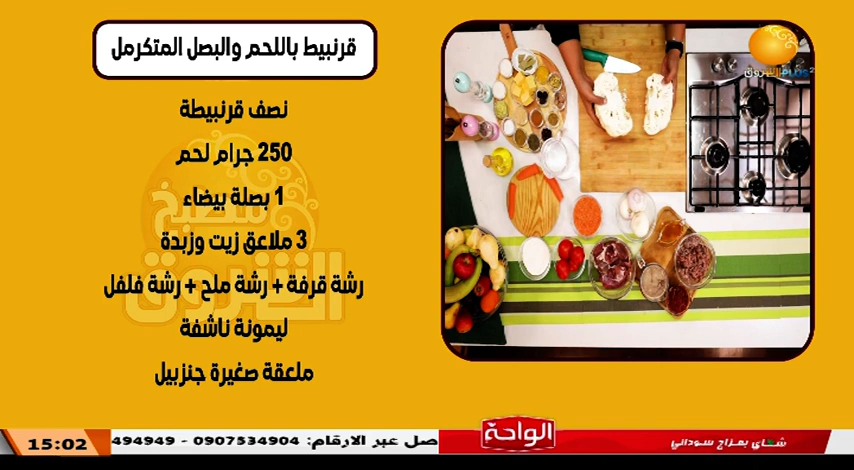 قرنبيط باللحم والبصل المتكرمل
نصف قرنبيطة
250 جرام لحم
1 بصلة بيضاء
3 ملاعق زيت وزبدة
رشة قرفة + رشة ملح + رشة فلفل
ليمونة ناشفة
ملعقة صغيرة جنزبيل
مطبخ
الشروق
الواحة
شاي بمزاج سوداني
صل عبر الارقام: 0907534904 - 494949
15:02